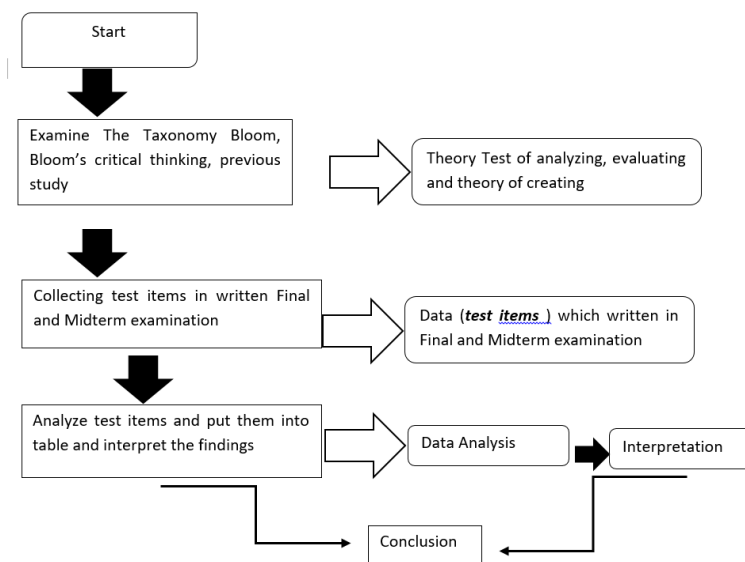 Start
Examine The Taxonomy Bloom,
Bloom's critical thinking, previous
study
Theory Test of analyzing, evaluating
and theory of creating
Collecting test items in written Final
and Midterm examination
Data (test items ) which written in
Final and Midterm examination
Analyze test items and put them into
table and interpret the findings
Data Analysis
Interpretation
Conclusion